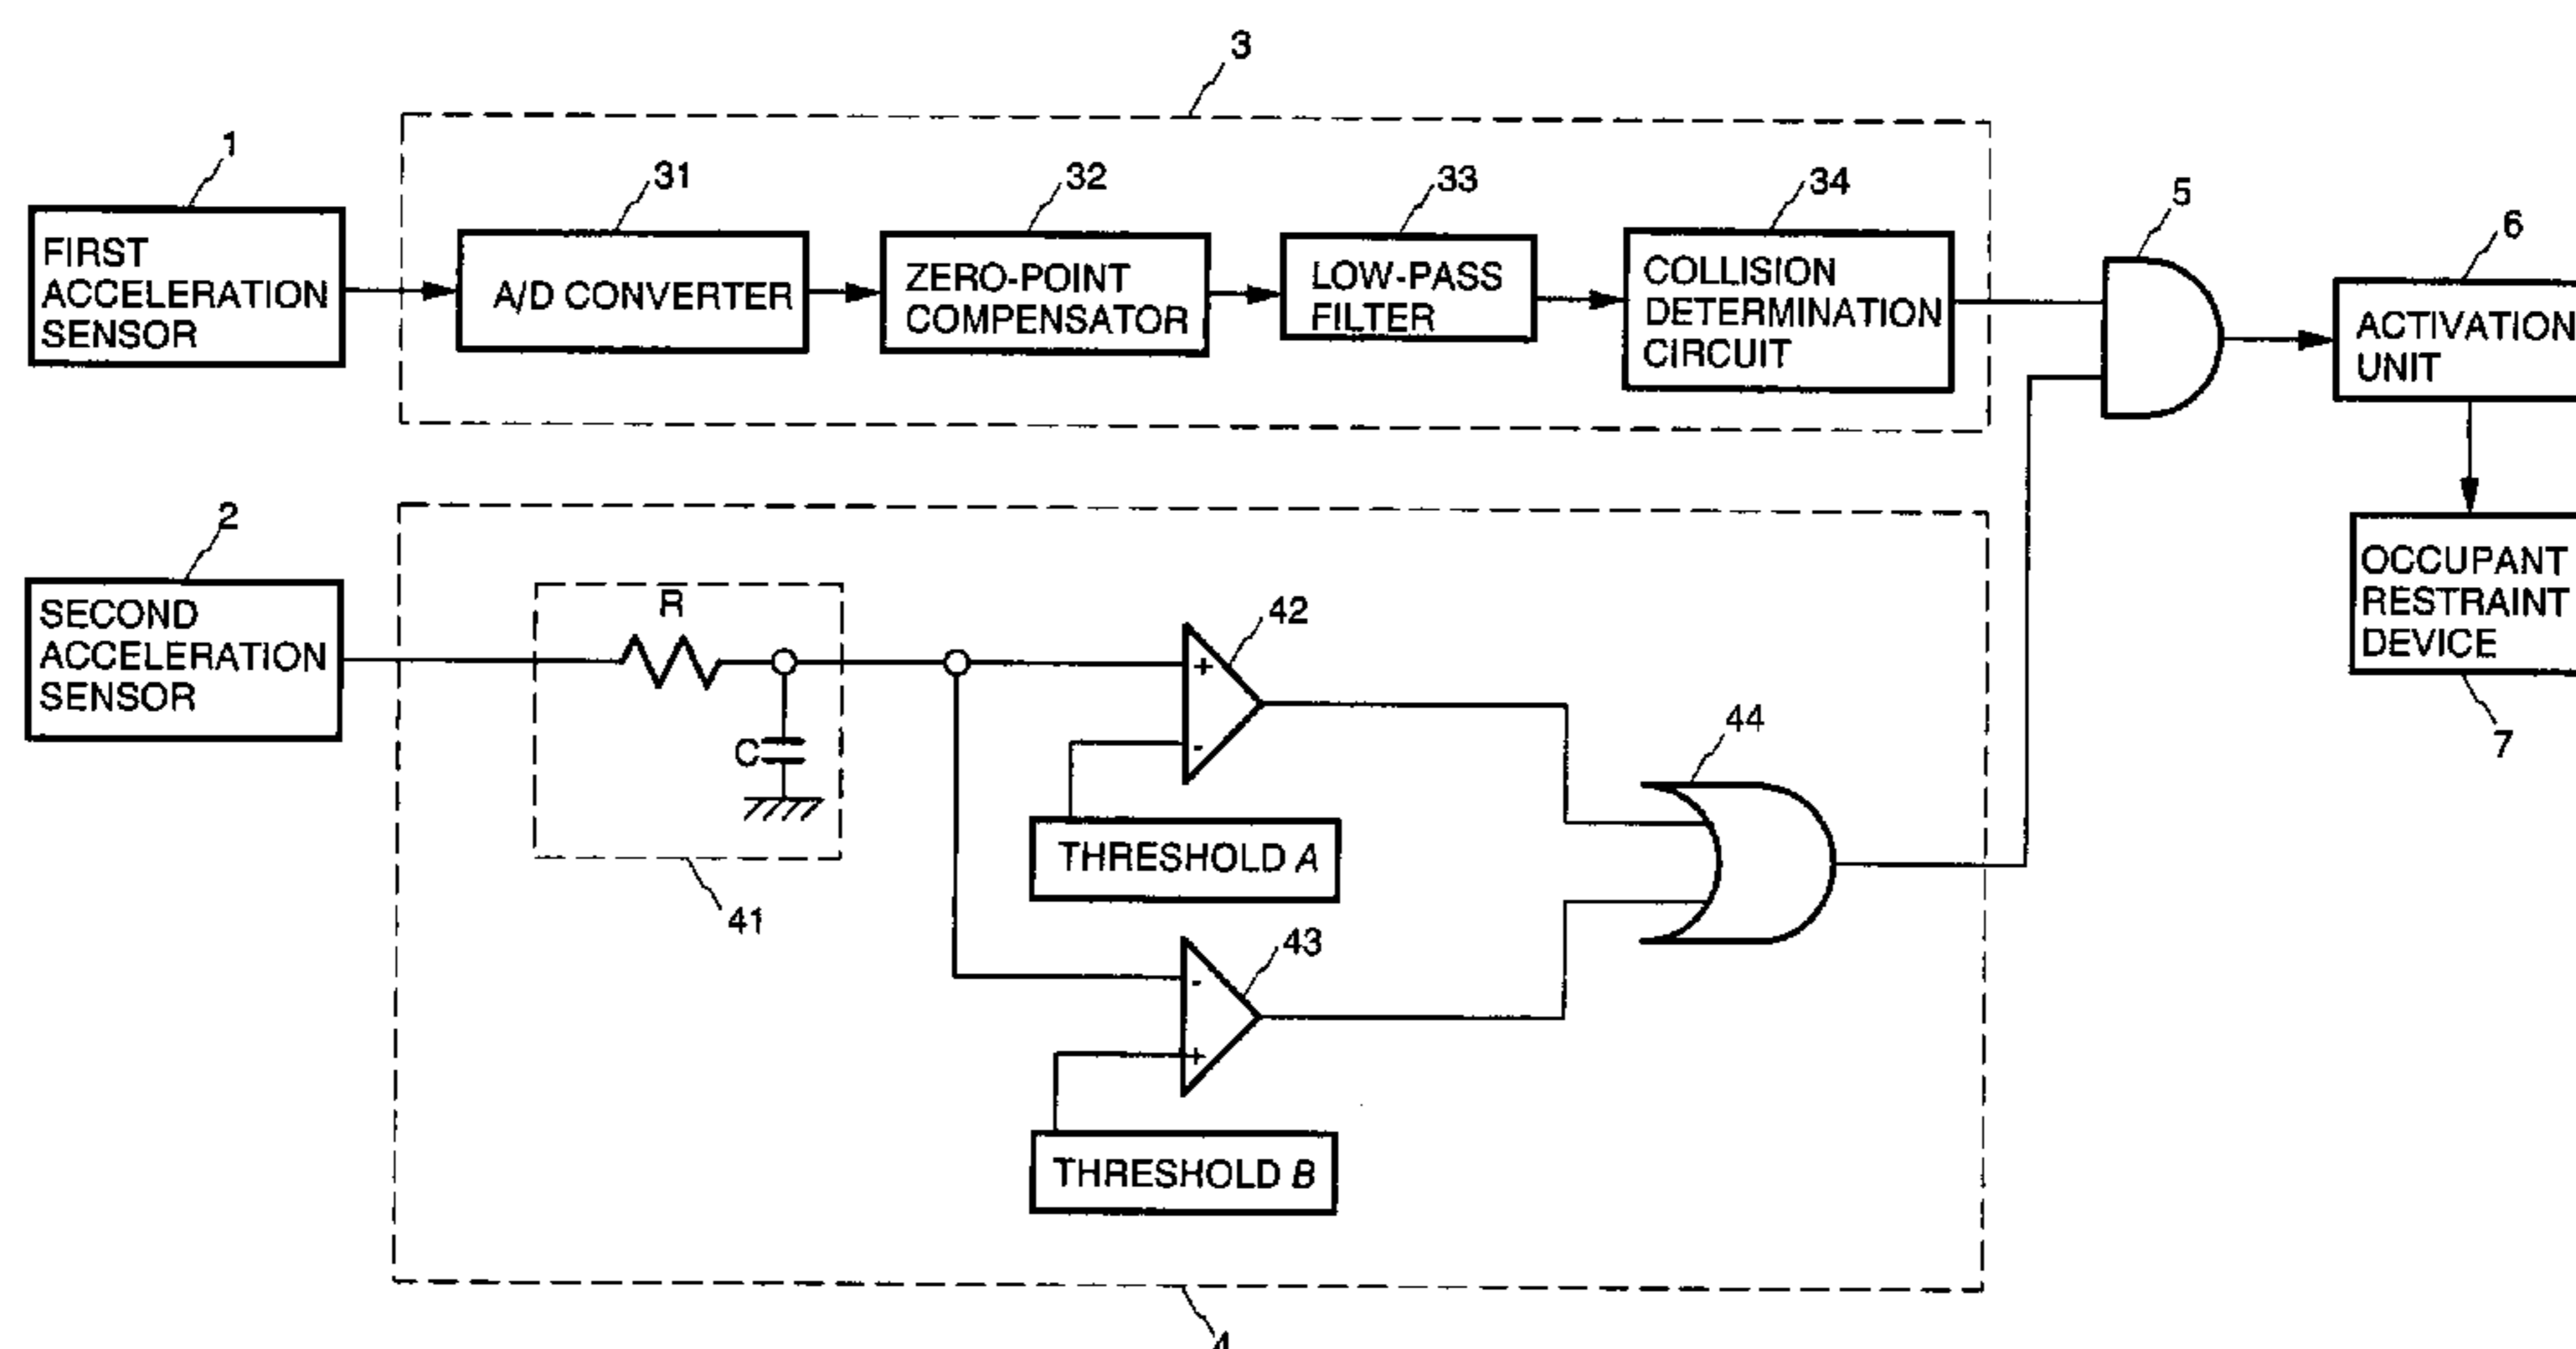 3
1
31
32
33
34
5
6
FIRST
ACCELERATION
SENSOR
A/D CONVERTER
ZERO-POINT
COMPENSATOR
LOW-PASS
FILTER
COLLISION
DETERMINATION
CIRCUIT
ACTIVATION
UNIT
2
SECOND
ACCELERATION
SENSOR
R
C
41
42
+
-
THRESHOLD A
43
-
+
THRESHOLD B
44
OCCUPANT
RESTRAINT
DEVICE
7
4